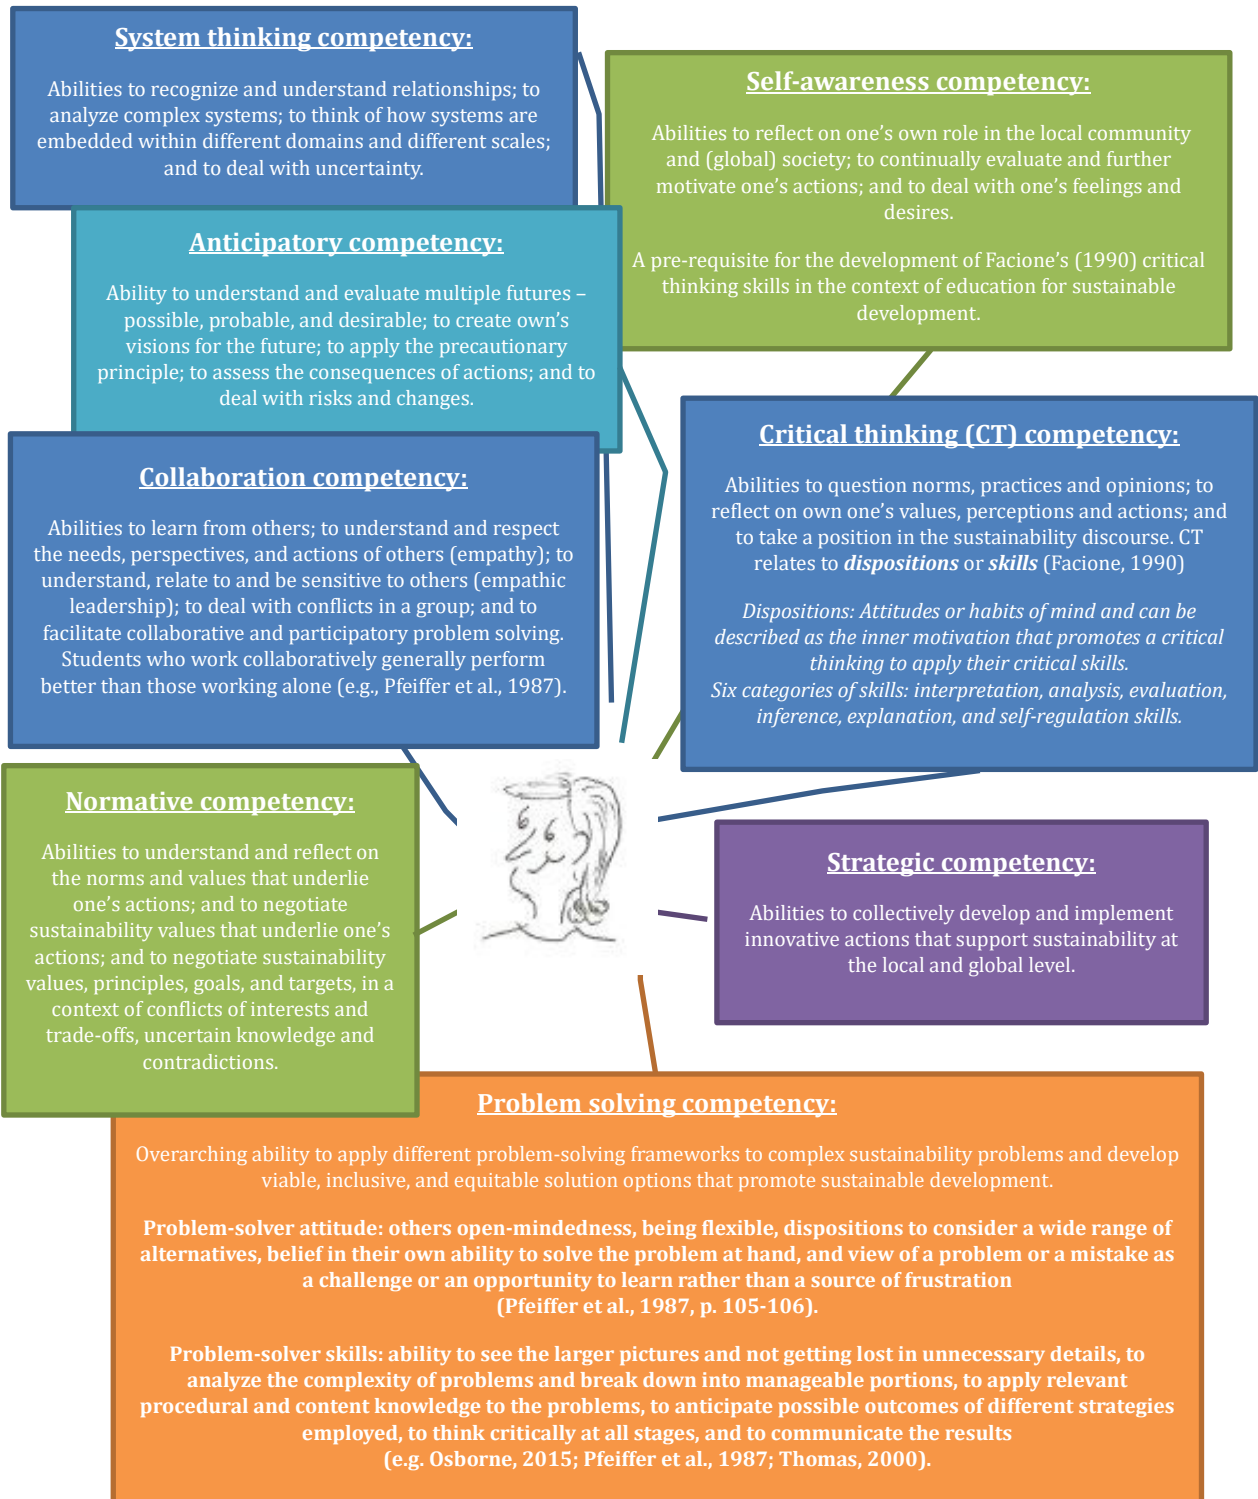 System thinking competency:
Abilities to recognize and understand relationships; to
analyze complex systems; to think of how systems are
embedded within different domains and different scales;
and to deal with uncertainty.
Self-awareness competency:
Abilities to reflect on one's own role in the local community
and (global) society; to continually evaluate and further
motivate one's actions; and to deal with one's feelings and
desires.
A pre-requisite for the development of Facione's (1990) critical
thinking skills in the context of education for sustainable
development.
Anticipatory competency:
Ability to understand and evaluate multiple futures –
possible, probable, and desirable; to create own's
visions for the future; to apply the precautionary
principle; to assess the consequences of actions; and to
deal with risks and changes.
Critical thinking (CT) competency:
Abilities to question norms, practices and opinions; to
reflect on own one's values, perceptions and actions; and
to take a position in the sustainability discourse. CT
relates to dispositions or skills (Facione, 1990)
Dispositions: Attitudes or habits of mind and can be
described as the inner motivation that promotes a critical
thinking to apply their critical skills.
Six categories of skills: interpretation, analysis, evaluation,
inference, explanation, and self-regulation skills.
Collaboration competency:
Abilities to learn from others; to understand and respect
the needs, perspectives, and actions of others (empathy); to
understand, relate to and be sensitive to others (empathic
leadership); to deal with conflicts in a group; and to
facilitate collaborative and participatory problem solving.
Students who work collaboratively generally perform
better than those working alone (e.g., Pfeiffer et al., 1987).
Normative competency:
Abilities to understand and reflect on
the norms and values that underlie
one's actions; and to negotiate
sustainability values that underlie one's
actions; and to negotiate sustainability
values, principles, goals, and targets, in a
context of conflicts of interests and
trade-offs, uncertain knowledge and
contradictions.
Strategic competency:
Abilities to collectively develop and implement
innovative actions that support sustainability at
the local and global level.
Problem solving competency:
Overarching ability to apply different problem-solving frameworks to complex sustainability problems and develop
viable, inclusive, and equitable solution options that promote sustainable development.
Problem-solver attitude: others open-mindedness, being flexible, dispositions to consider a wide range of
alternatives, belief in their own ability to solve the problem at hand, and view of a problem or a mistake as
a challenge or an opportunity to learn rather than a source of frustration
(Pfeiffer et al., 1987, p. 105-106).
Problem-solver skills: ability to see the larger pictures and not getting lost in unnecessary details, to
analyze the complexity of problems and break down into manageable portions, to apply relevant
procedural and content knowledge to the problems, to anticipate possible outcomes of different strategies
employed, to think critically at all stages, and to communicate the results
(e.g. Osborne, 2015; Pfeiffer et al., 1987; Thomas, 2000).